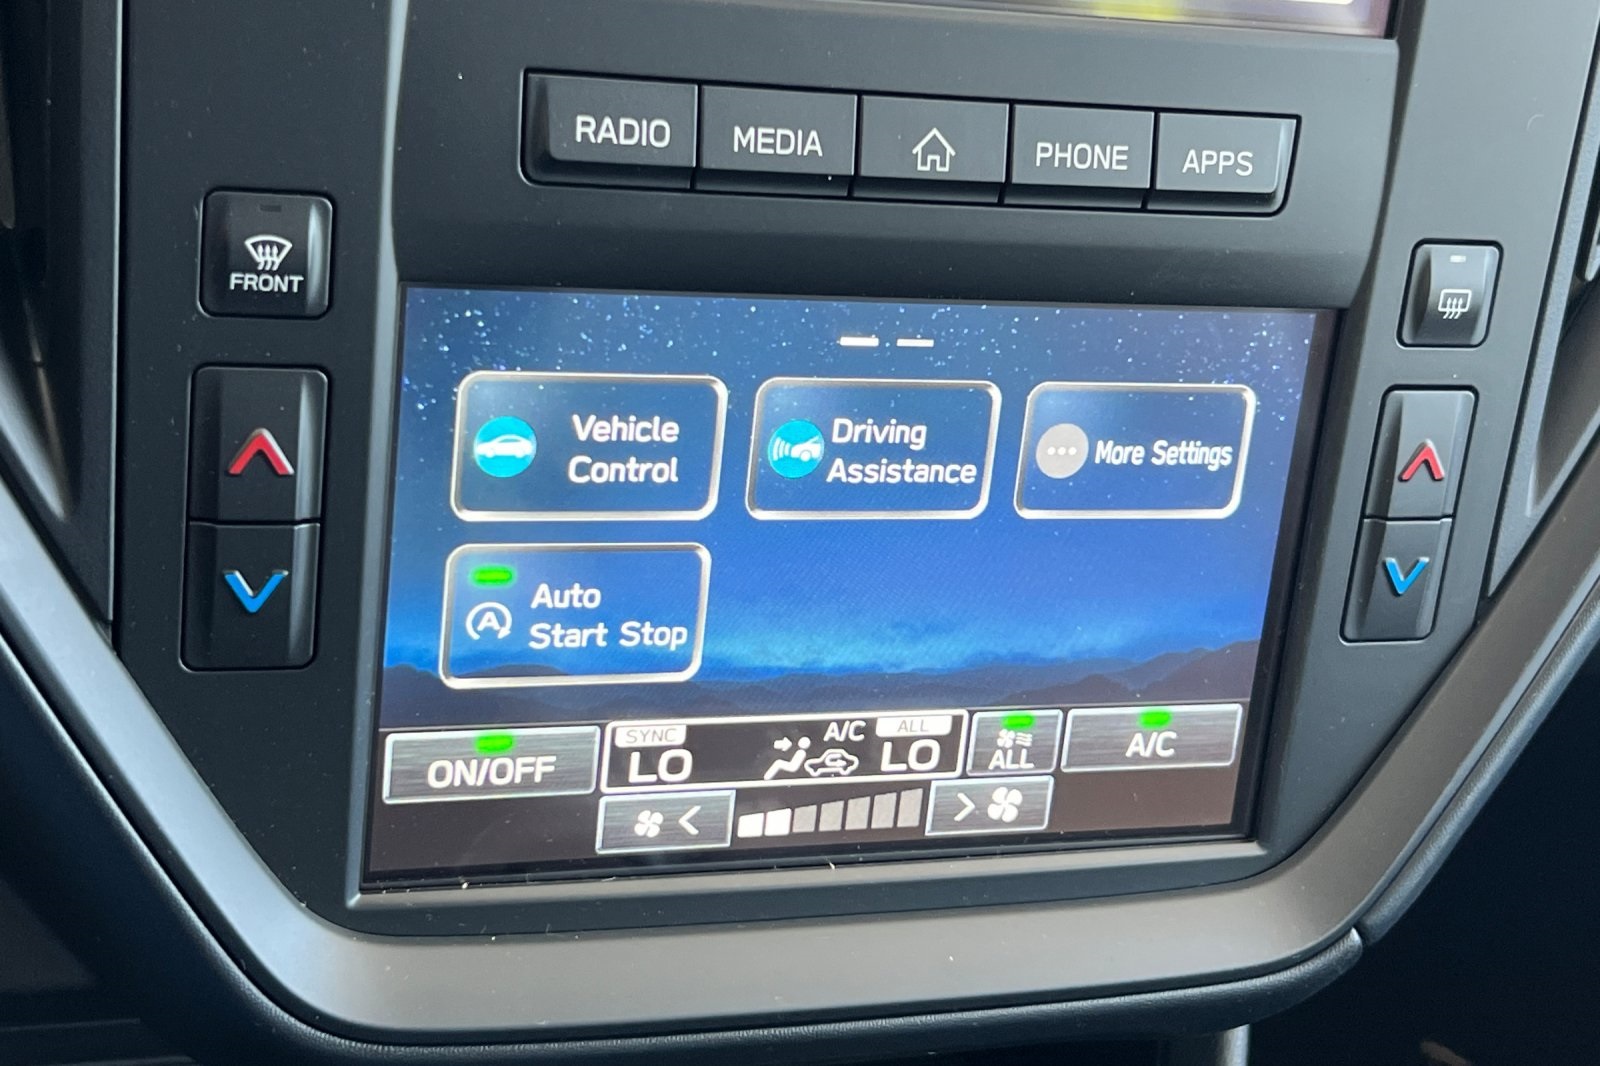 RADIO
MEDIA
PHONE
APPS
FRONT
Vehicle
Control
Driving
Assistance
More Settings
A
Auto
Start Stop
ON/OFF
SYNC
LO
A/C
ALL
LO
ALL
A/C
<
>